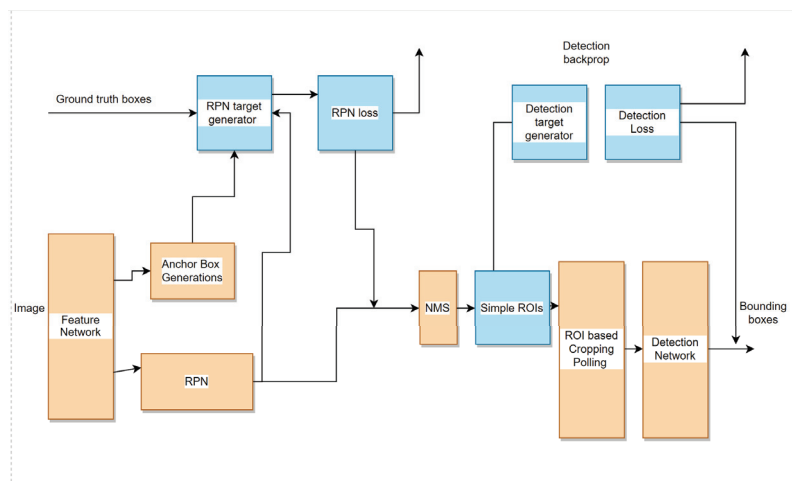 Detection
backprop
Ground truth boxes
RPN target
generator
RPN loss
Detection
target
generator
Detection
Loss
Anchor Box
Generations
Image
Feature
Network
RPN
NMS
Simple ROIs
ROI based
Cropping
Polling
Detection
Network
Bounding
boxes